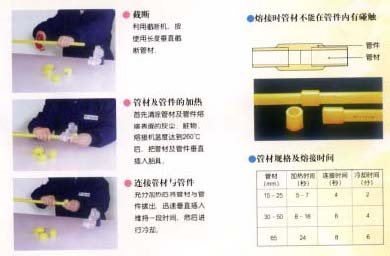 ● 截断
利用截断机，按
使用长度垂直截
断管材。
● 管材及管件的加热
首先清除管材及管件熔
接表面的灰尘、脏物，
熔接机温度达到260℃
后，把管材及管件垂直
插入胎具。
● 连接管材与管件
充分加热后将管材与管
件拔出，迅速垂直插入
维持一段时间，然后进
行冷却。
●熔接时管材不能在管件内有碰触
管件
管材
●管材规格及熔接时间
管材 (mm) 加热时间 (秒) 连接时间 (秒) 冷却时间 (分)
15-25 5-7 4 2
30-50 8-16 6 4
65 24 8 6